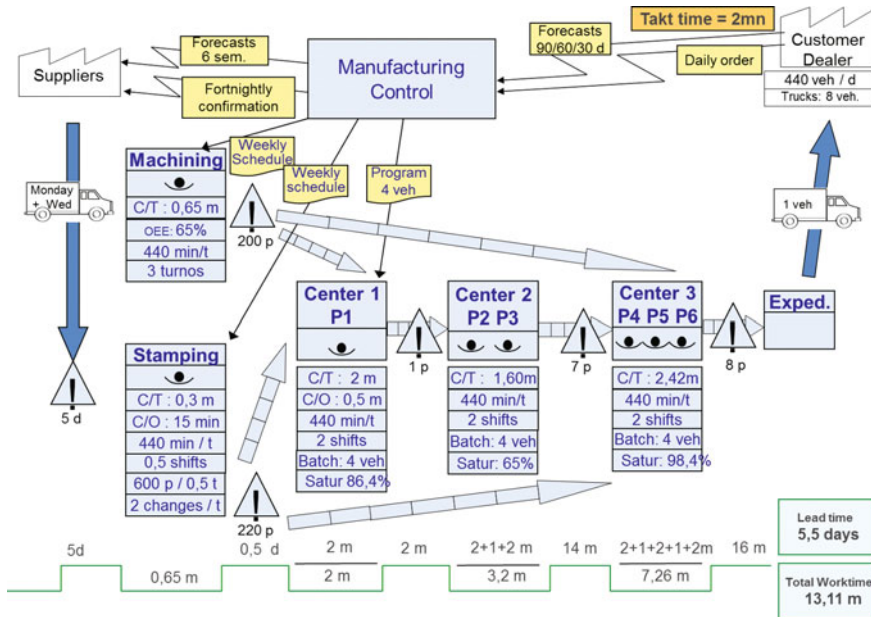 Forecasts
6 sem.
Suppliers
Fortnightly
confirmation
Manufacturing
Control
Forecasts
90/60/30 d
Takt time = 2mn
Daily order
Customer
Dealer
440 veh / d
Trucks: 8 veh.
Monday
+ Wed
Machining
C/T : 0,65 m
OEE: 65%
440 min/t
3 turnos
Weekly
Schedule
!
200 p
Weekly
schedule
Program
4 veh
1 veh
!
5 d
Stamping
C/T : 0,3 m
C/O : 15 min
440 min / t
0,5 shifts
600 p / 0,5 t
2 changes / t
!
220 p
Center 1
P1
C/T : 2 m
C/O : 0,5 m
440 min/t
2 shifts
Batch: 4 veh
Satur 86,4%
!
1 p
Center 2
P2 P3
C/T : 1,60m
440 min/t
2 shifts
Batch: 4 veh
Satur: 65%
!
7 p
Center 3
P4 P5 P6
C/T : 2,42m
440 min/t
2 shifts
Batch: 4 veh
Satur: 98,4%
!
8 p
Exped.
5d
0,65 m
0,5 d
2 m
2 m
2 m
2+1+2 m
3,2 m
14 m
2+1+2+1+2m
7,26 m
16 m
Lead time
5,5 days
Total Worktime
13,11 m